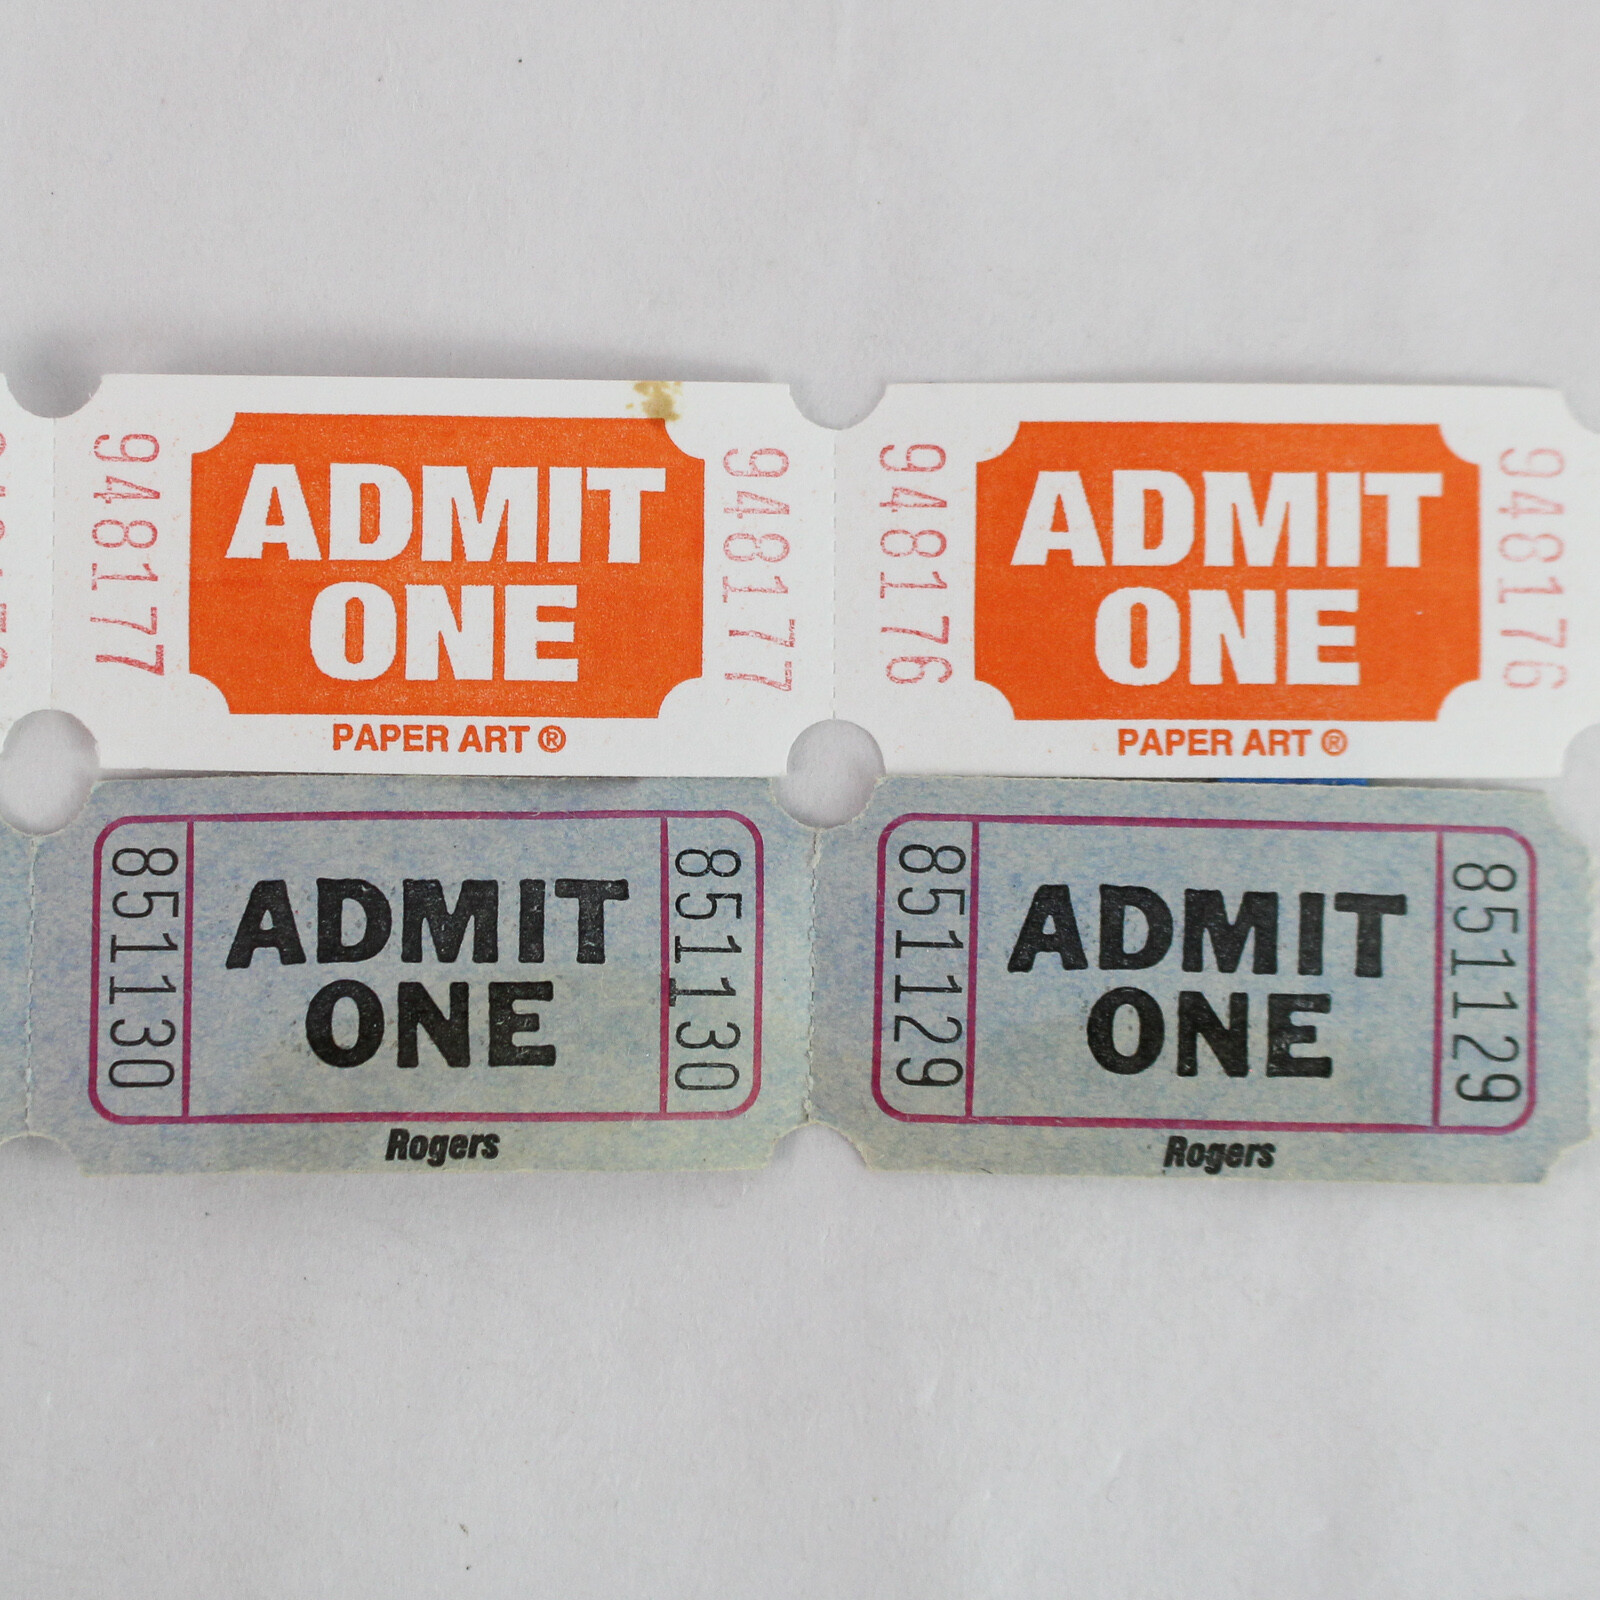 948177
ADMIT
ONE
948177
PAPER ART ®
948176
ADMIT
ONE
948176
PAPER ART ®
851130
ADMIT
ONE
851130
Rogers
851129
ADMIT
ONE
851129
Rogers